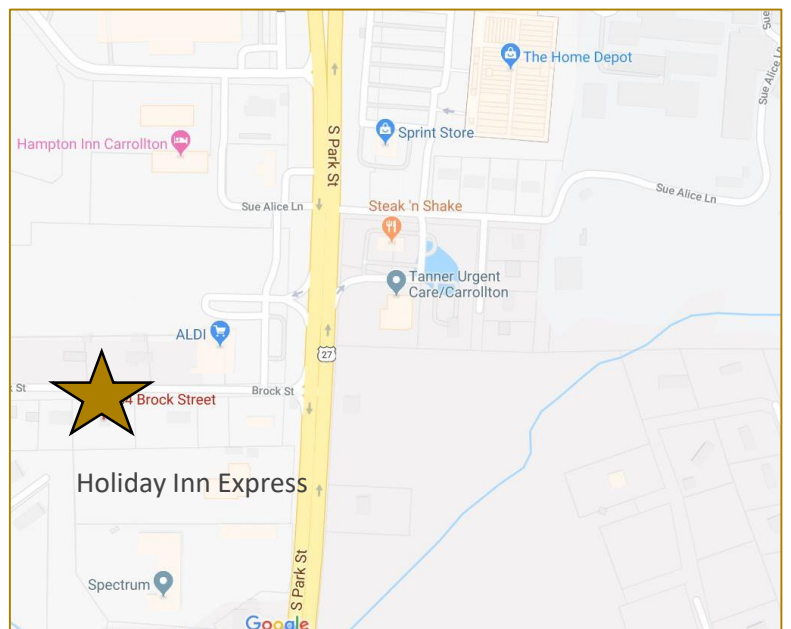 Sue
The Home Depot
Sue Alice Ln
S Park St
Sprint Store
Hampton Inn Carrollton
Sue Alice Ln
Sue Alice Ln
Steak 'n Shake
Tanner Urgent
Care/Carrollton
ALDI
27
St
4 Brock Street
Brock St
Holiday Inn Express
S Park St
Spectrum
Google